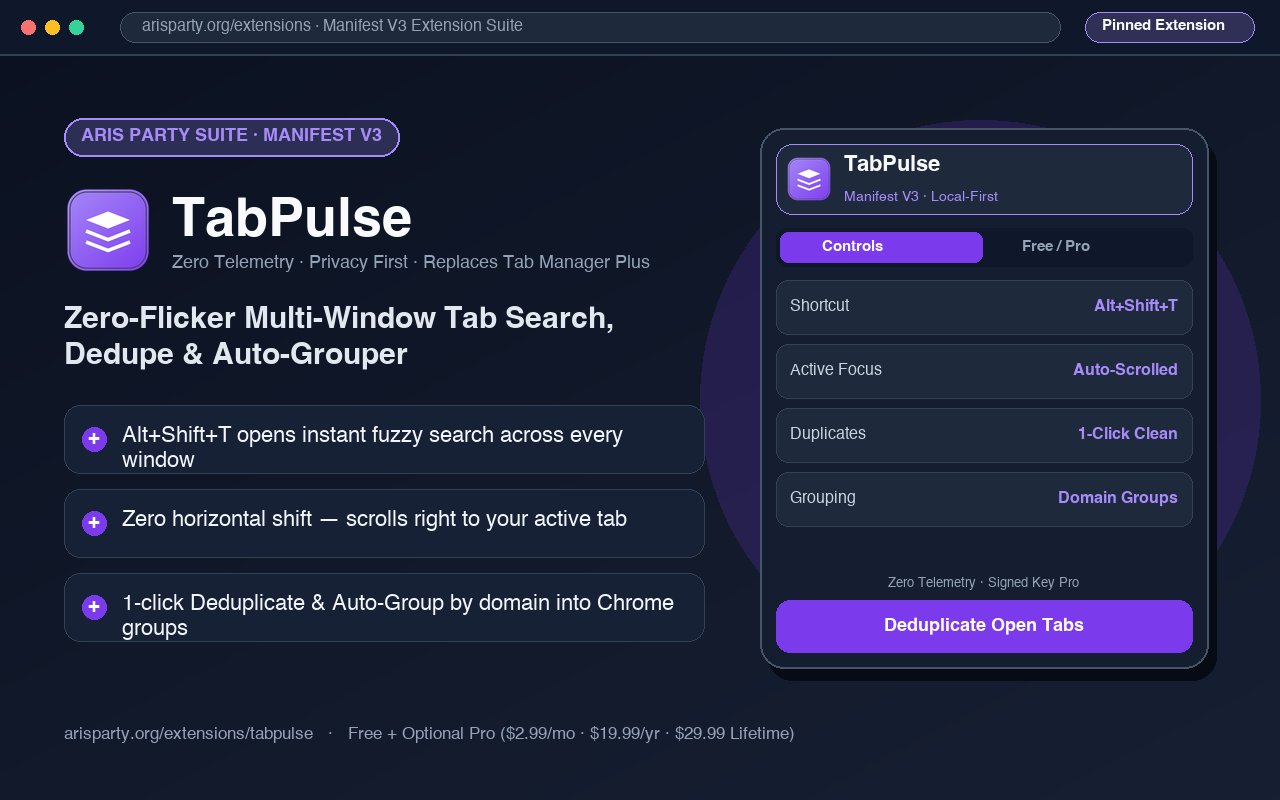 arisparty.org/extensions · Manifest V3 Extension Suite
Pinned Extension
ARIS PARTY SUITE · MANIFEST V3
TabPulse
Zero Telemetry · Privacy First · Replaces Tab Manager Plus
Zero-Flicker Multi-Window Tab Search,
Dedupe & Auto-Grouper
+ Alt+Shift+T opens instant fuzzy search across every
window
+ Zero horizontal shift — scrolls right to your active tab
+ 1-click Deduplicate & Auto-Group by domain into Chrome
groups
TabPulse
Manifest V3 · Local-First
Controls
Free / Pro
Shortcut Alt+Shift+T
Active Focus Auto-Scrolled
Duplicates 1-Click Clean
Grouping Domain Groups
Zero Telemetry · Signed Key Pro
Deduplicate Open Tabs
arisparty.org/extensions/tabpulse · Free + Optional Pro ($2.99/mo · $19.99/yr · $29.99 Lifetime)